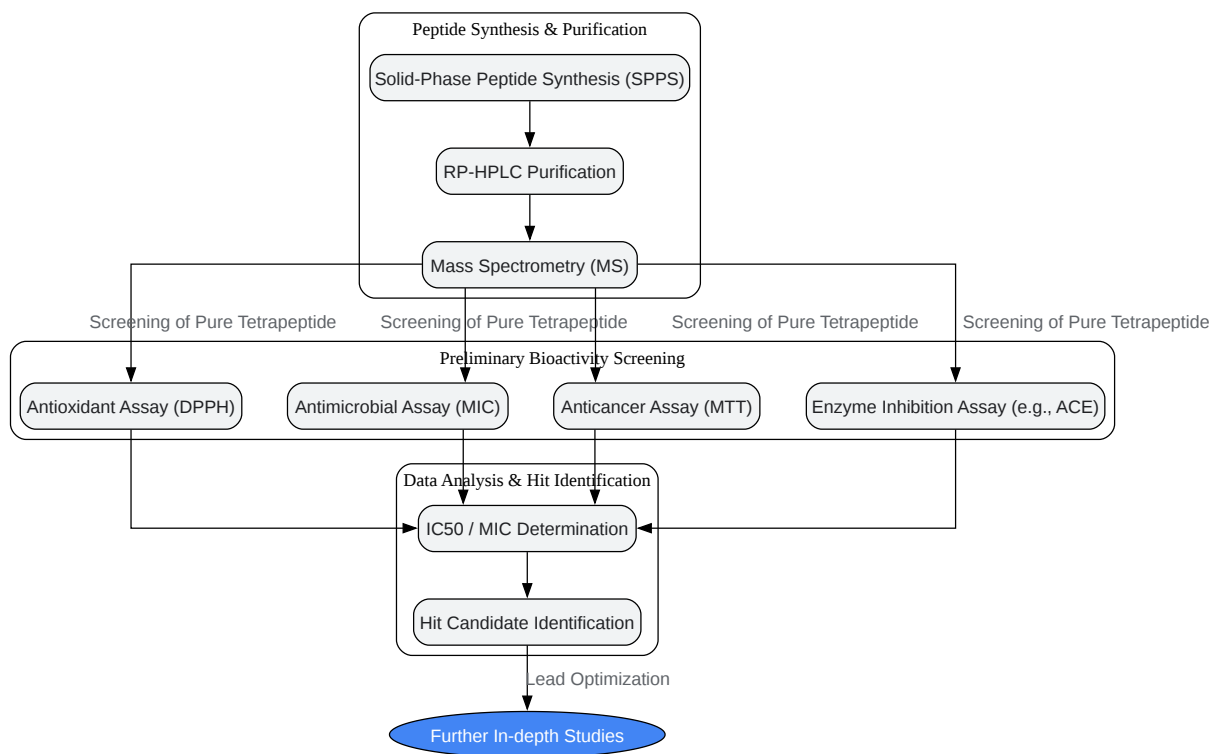 Peptide Synthesis & Purification
Solid-Phase Peptide Synthesis (SPPS)
RP-HPLC Purification
Mass Spectrometry (MS)
Screening of Pure Tetrapeptide
Screening of Pure Tetrapeptide
Screening of Pure Tetrapeptide
Screening of Pure Tetrapeptide
Preliminary Bioactivity Screening
Antioxidant Assay (DPPH)
Antimicrobial Assay (MIC)
Anticancer Assay (MTT)
Enzyme Inhibition Assay (e.g., ACE)
Data Analysis & Hit Identification
IC50 / MIC Determination
Hit Candidate Identification
Lead Optimization
Further In-depth Studies